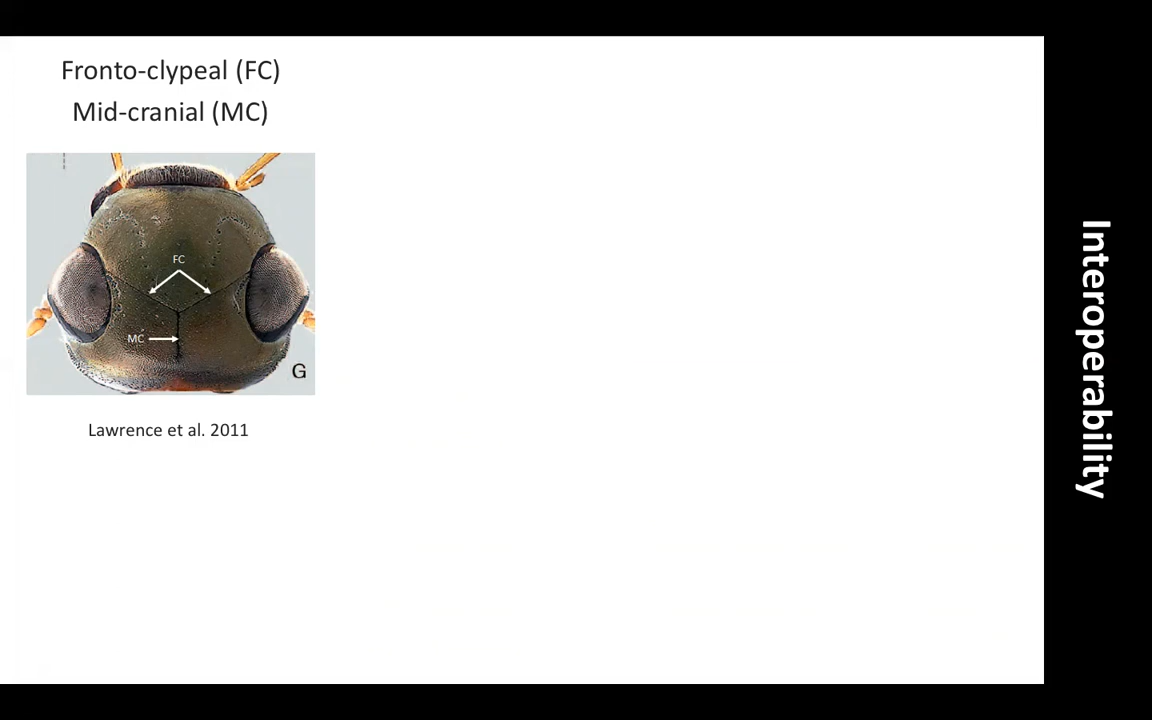 Fronto-clypeal (FC)
Mid-cranial (MC)
FC
MC
G
Lawrence et al. 2011
Interoperability